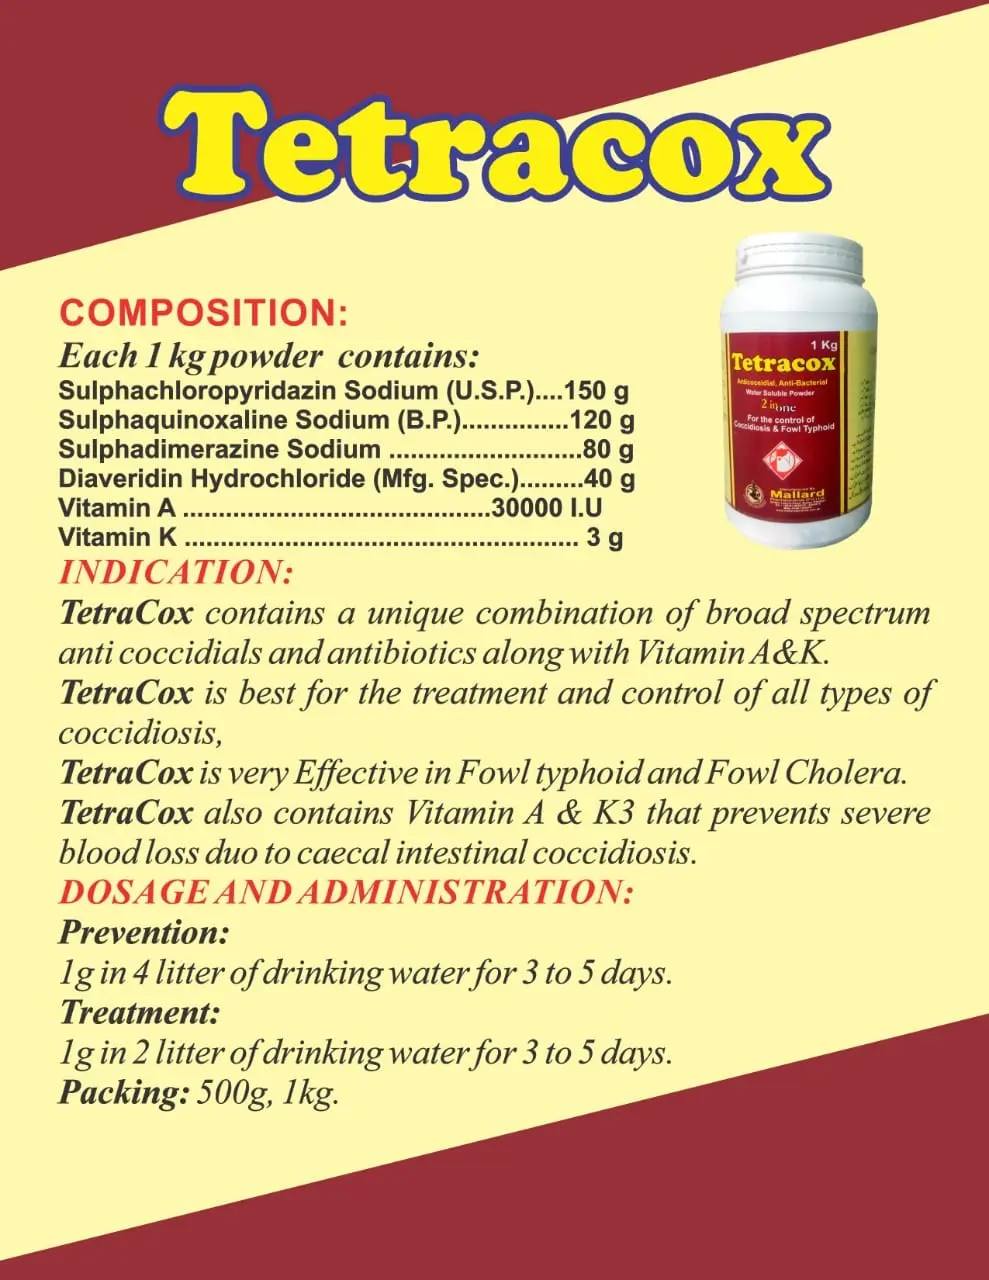 Tetracox
COMPOSITION:
Each 1 kg powder contains:
Sulphachloropyridazin Sodium (U.S.P.)....150 g
Sulphaquinoxaline Sodium (B.P.)...............120 g
Sulphadimerazine Sodium ...........................80 g
Diaveridin Hydrochloride (Mfg. Spec.).........40 g
Vitamin A ...........................................30000 I.U
Vitamin K ....................................................... 3 g
1 Kg
Tetracox
Anticoccidial, Anti-Bacterial
Water Soluble Powder
2 in one
For the control of
Coccidiosis & Fowl Typhoid
Mallard
INDICATION:
TetraCox contains a unique combination of broad spectrum
anti coccidials and antibiotics along with Vitamin A&K.
TetraCox is best for the treatment and control of all types of
coccidiosis,
TetraCox is very Effective in Fowl typhoid and Fowl Cholera.
TetraCox also contains Vitamin A & K3 that prevents severe
blood loss duo to caecal intestinal coccidiosis.
DOSAGE AND ADMINISTRATION:
Prevention:
1g in 4 litter of drinking water for 3 to 5 days.
Treatment:
1g in 2 litter of drinking water for 3 to 5 days.
Packing: 500g, 1kg.